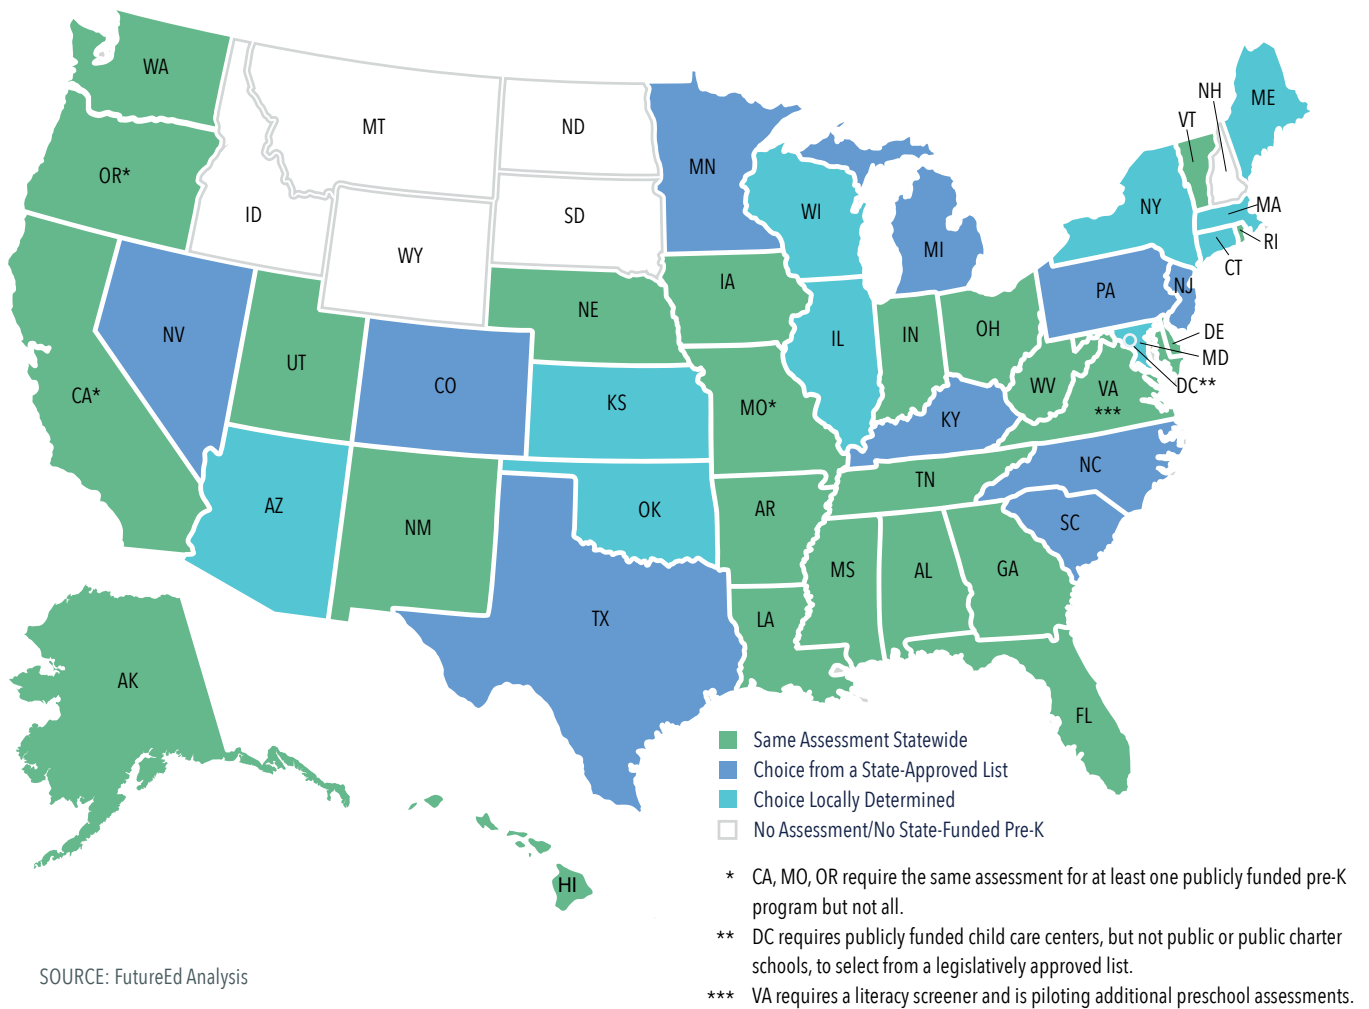 WA
MT
ND
MN
OR*
ID
SD
WY
WI
MI
NH
VT
ME
NY
MA
RI
CT
PA
NJ
NV
UT
CO
NE
IA
IL
IN
OH
DE
MD
DC**
CA*
KS
MO*
WV
VA
***
KY
NC
TN
SC
AZ
NM
OK
AR
MS
AL
GA
TX
LA
FL
AK
HI
Same Assessment Statewide
Choice from a State-Approved List
Choice Locally Determined
No Assessment/No State-Funded Pre-K
* CA, MO, OR require the same assessment for at least one publicly funded pre-K
program but not all.
** DC requires publicly funded child care centers, but not public or public charter
schools, to select from a legislatively approved list.
*** VA requires a literacy screener and is piloting additional preschool assessments.
SOURCE: FutureEd Analysis